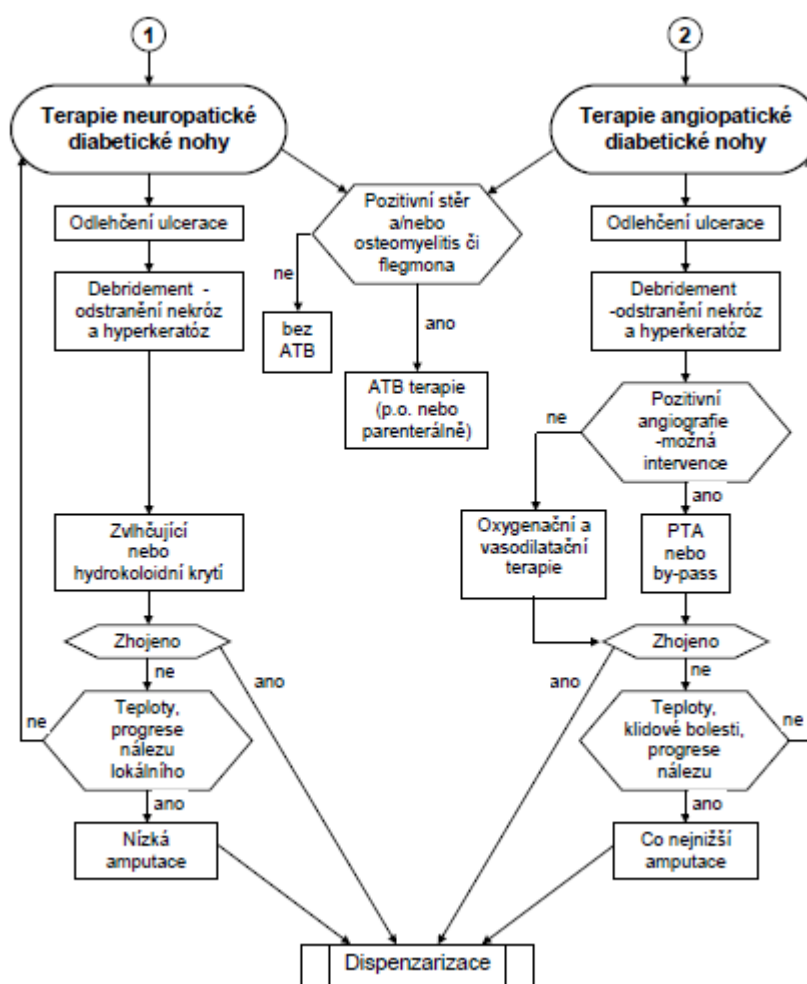 1
Terapie neuropatické
diabetické nohy
Odlehčení ulcerace
Debridement -
odstranění nekróz
a hyperkeratóz
Zvlhčující
nebo
hydrokoloidní krytí
Zhojeno
ne
ano
Teploty,
progrese
nálezu
lokálního
ne
ano
Nízká
amputace
Pozitivní stěr
a/nebo
osteomyelitis či
flegmona
ne
bez
ATB
ano
ATB terapie
(p.o. nebo
parenterálně)
2
Terapie angiopatické
diabetické nohy
Odlehčení ulcerace
Debridement
-odstranění nekróz
a hyperkeratóz
Pozitivní
angiografie
-možná
intervence
ne
ano
Oxygenační a
vasodilatační
terapie
PTA
nebo
by-pass
Zhojeno
ano
ne
Teploty,
klidové bolesti,
progrese
nálezu
ne
ano
Co nejnižší
amputace
Dispenzarizace